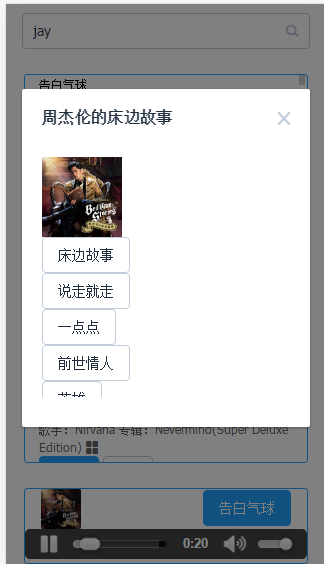 jay
告白气球
周杰伦的床边故事
×
Bedtime
Stories
床边故事
说走就走
一点点
前世情人
英雄
歌手：Nirvana 专辑：Nevermind(Super Deluxe
Edition)
告白气球
0:20